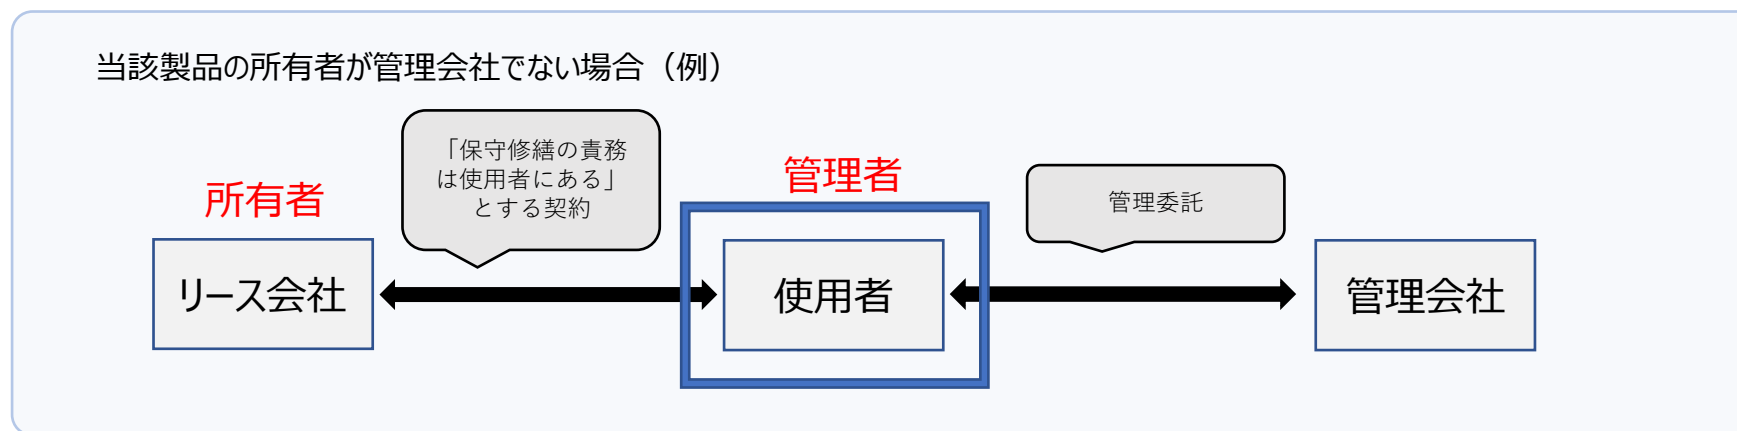 当該製品の所有者が管理会社でない場合（例）
「保守修繕の責務
は使用者にある」
とする契約
所有者
管理者
管理委託
リース会社
使用者
管理会社